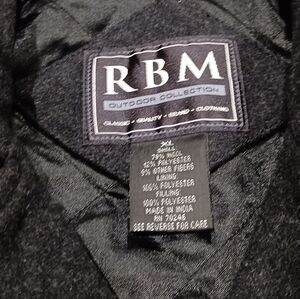 RBM
OUTDOOR COLLECTION
CLASSIC • QUALITY • BRAND • CLOTHING
XL
SHELL
79% WOOL
12% POLYESTER
9% OTHER FIBERS
LINING:
100% POLYESTER
FILLING:
100% POLYESTER
MADE IN INDIA
RN 70246
SEE REVERSE FOR CARE